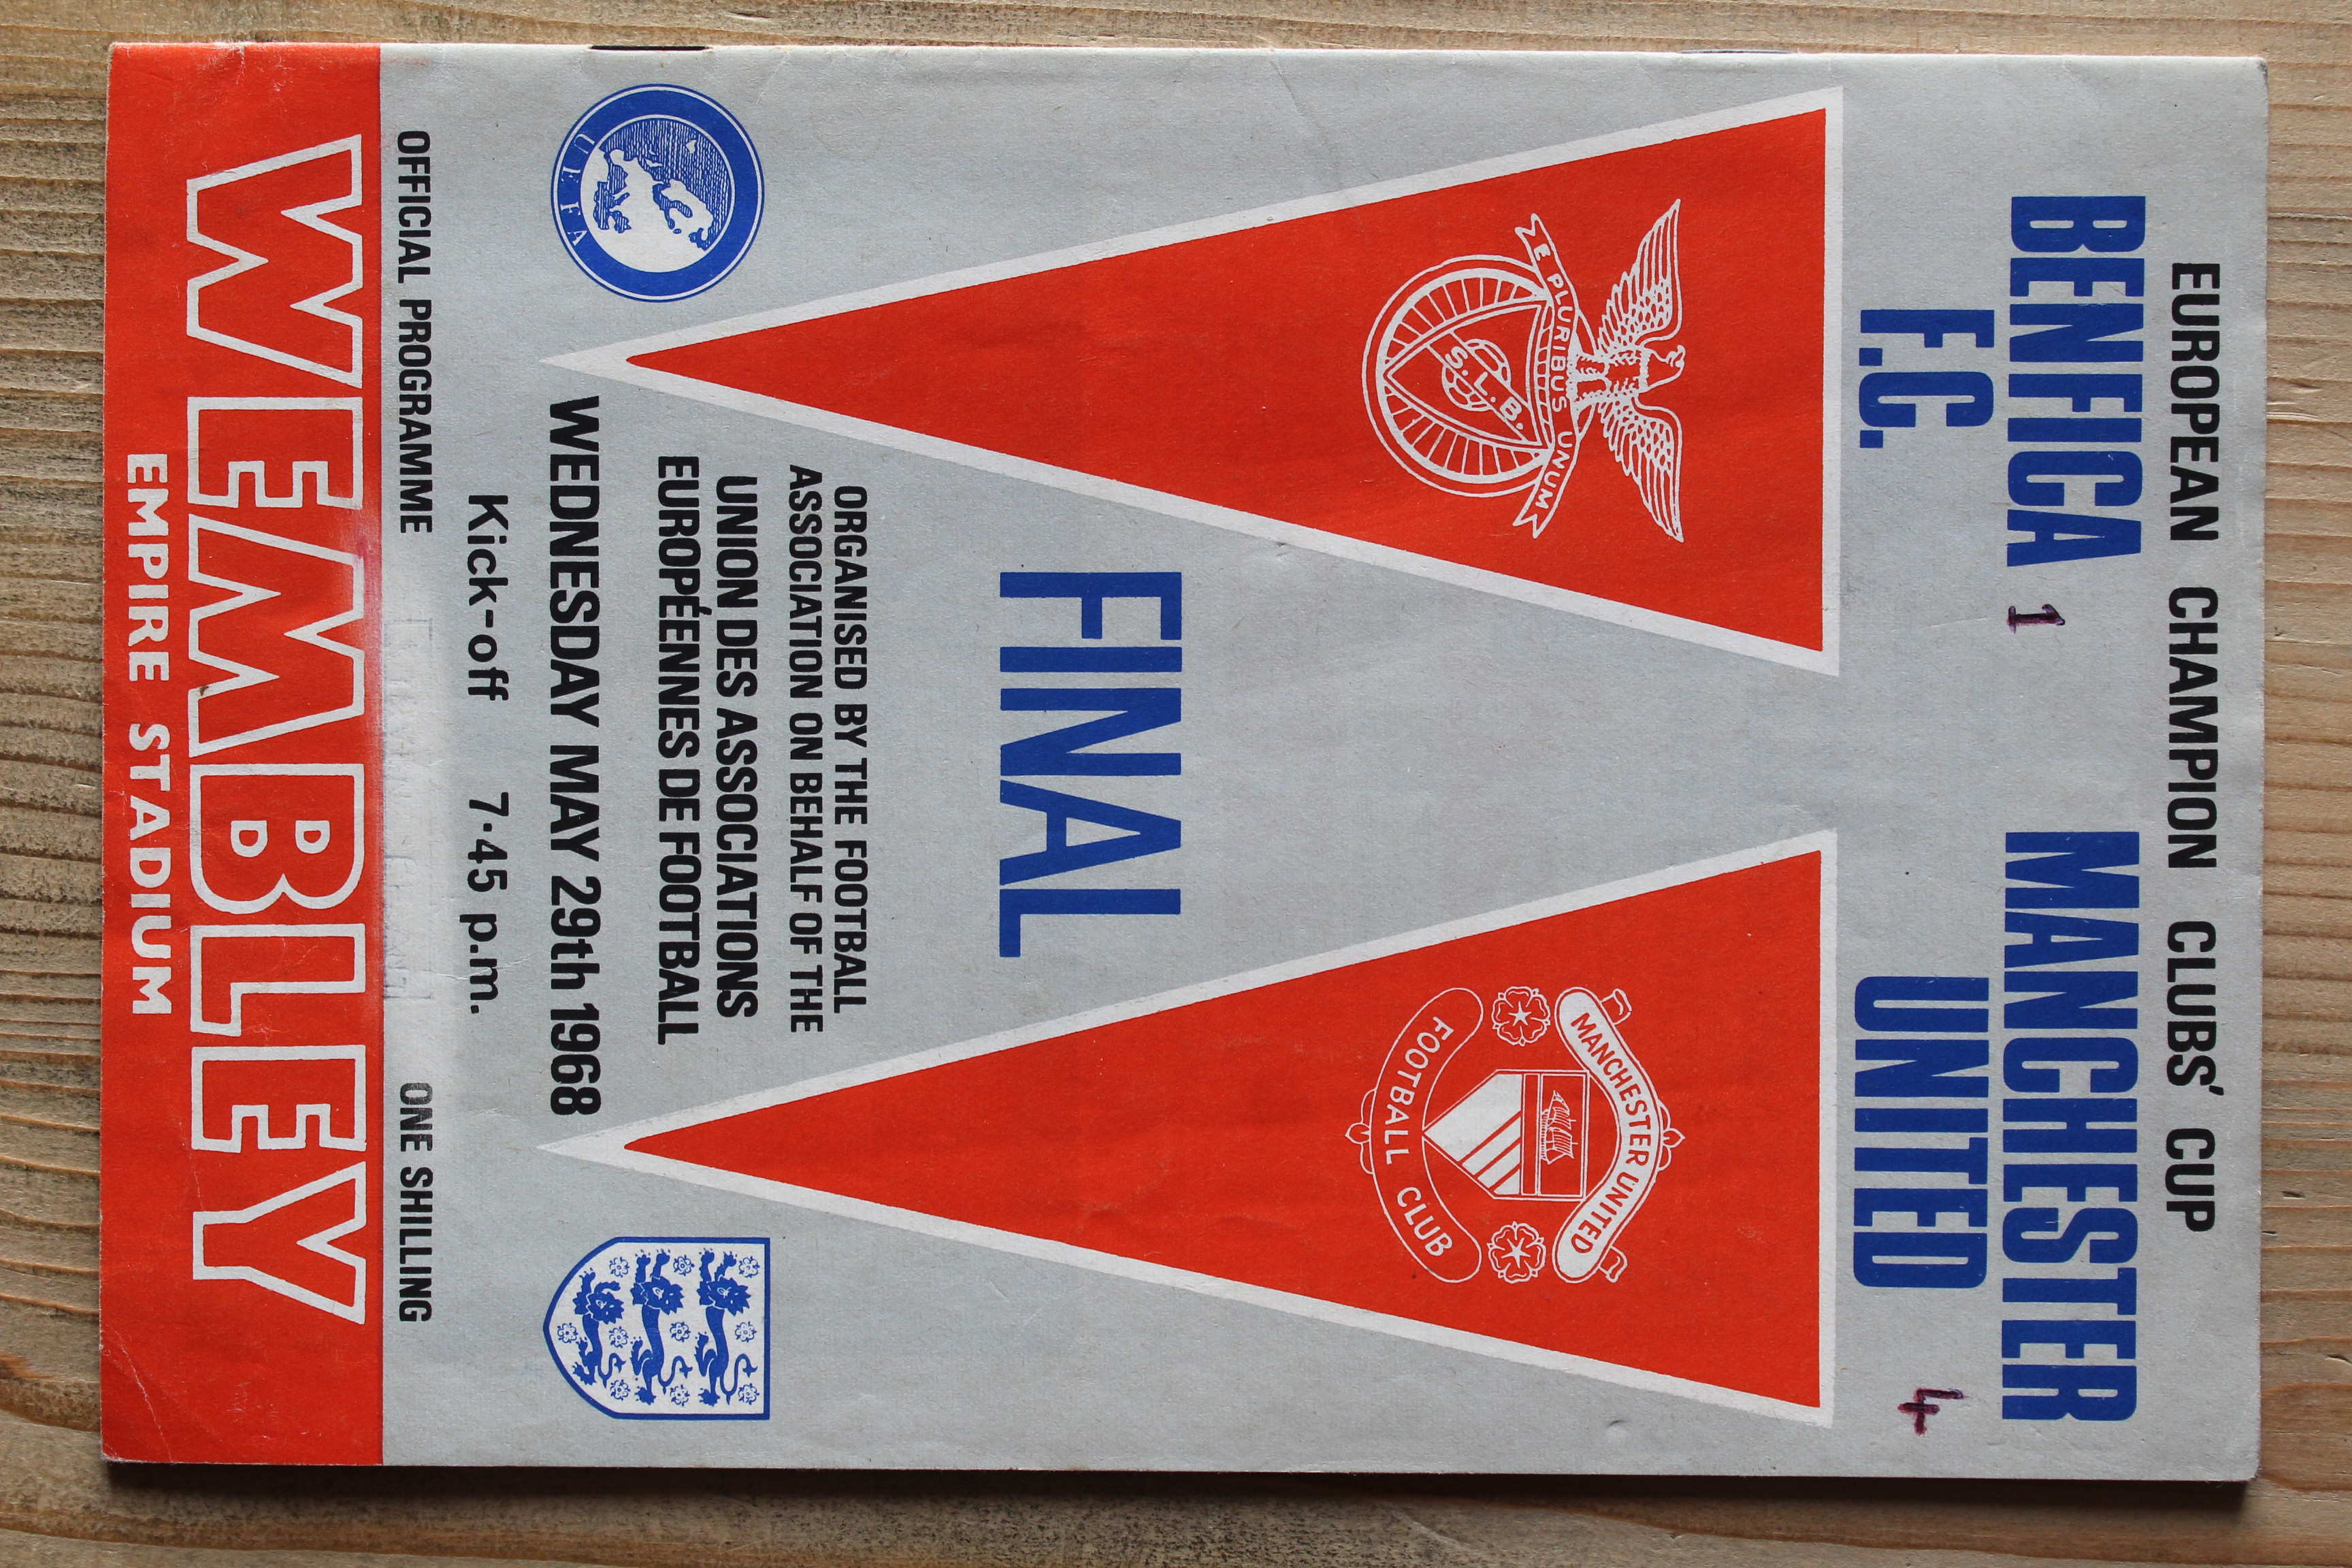 EUROPEAN CHAMPION CLUBS' CUP
BENFICA 1
F.C.
MANCHESTER
UNITED 4
E PLURIBUS UNUM
S.L.B.
MANCHESTER UNITED
FOOTBALL CLUB
FINAL
ORGANISED BY THE FOOTBALL
ASSOCIATION ON BEHALF OF THE
UNION DES ASSOCIATIONS
EUROPÉENNES DE FOOTBALL
UEFA
WEDNESDAY MAY 29th 1968
Kick-off 7·45 p.m.
OFFICIAL PROGRAMME
ONE SHILLING
WEMBLEY
EMPIRE STADIUM